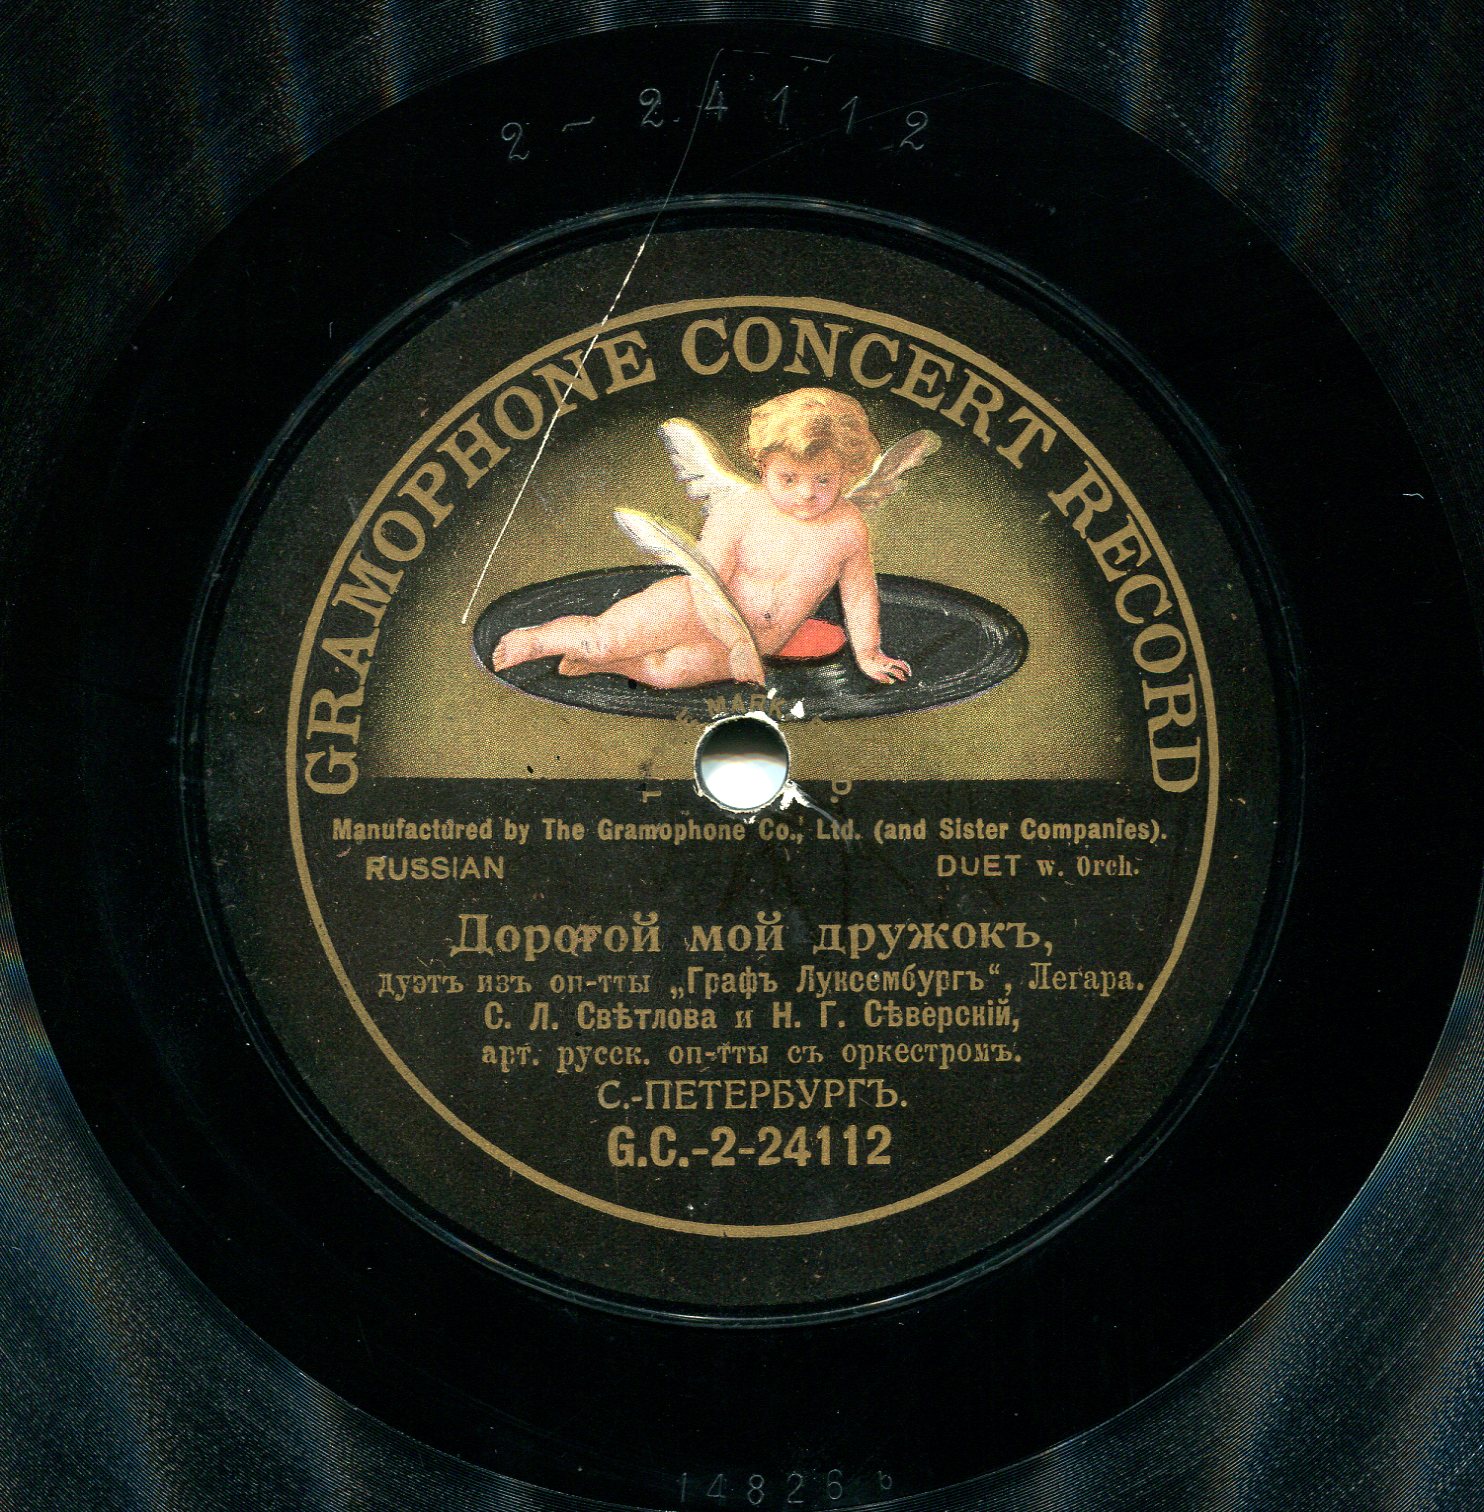 2-24112
GRAMOPHONE CONCERT RECORD
MARK
Manufactured by The Gramophone Co., Ltd. (and Sister Companies).
RUSSIAN DUET w. Orch.
Дорогой мой дружокъ,
дуэтъ изъ оп-тты „Графъ Луксембургъ“, Легара.
С. Л. Свѣтлова и Н. Г. Сѣверскій,
арт. русск. оп-тты съ оркестромъ.
С.-ПЕТЕРБУРГЪ.
G.C.-2-24112
14826 b